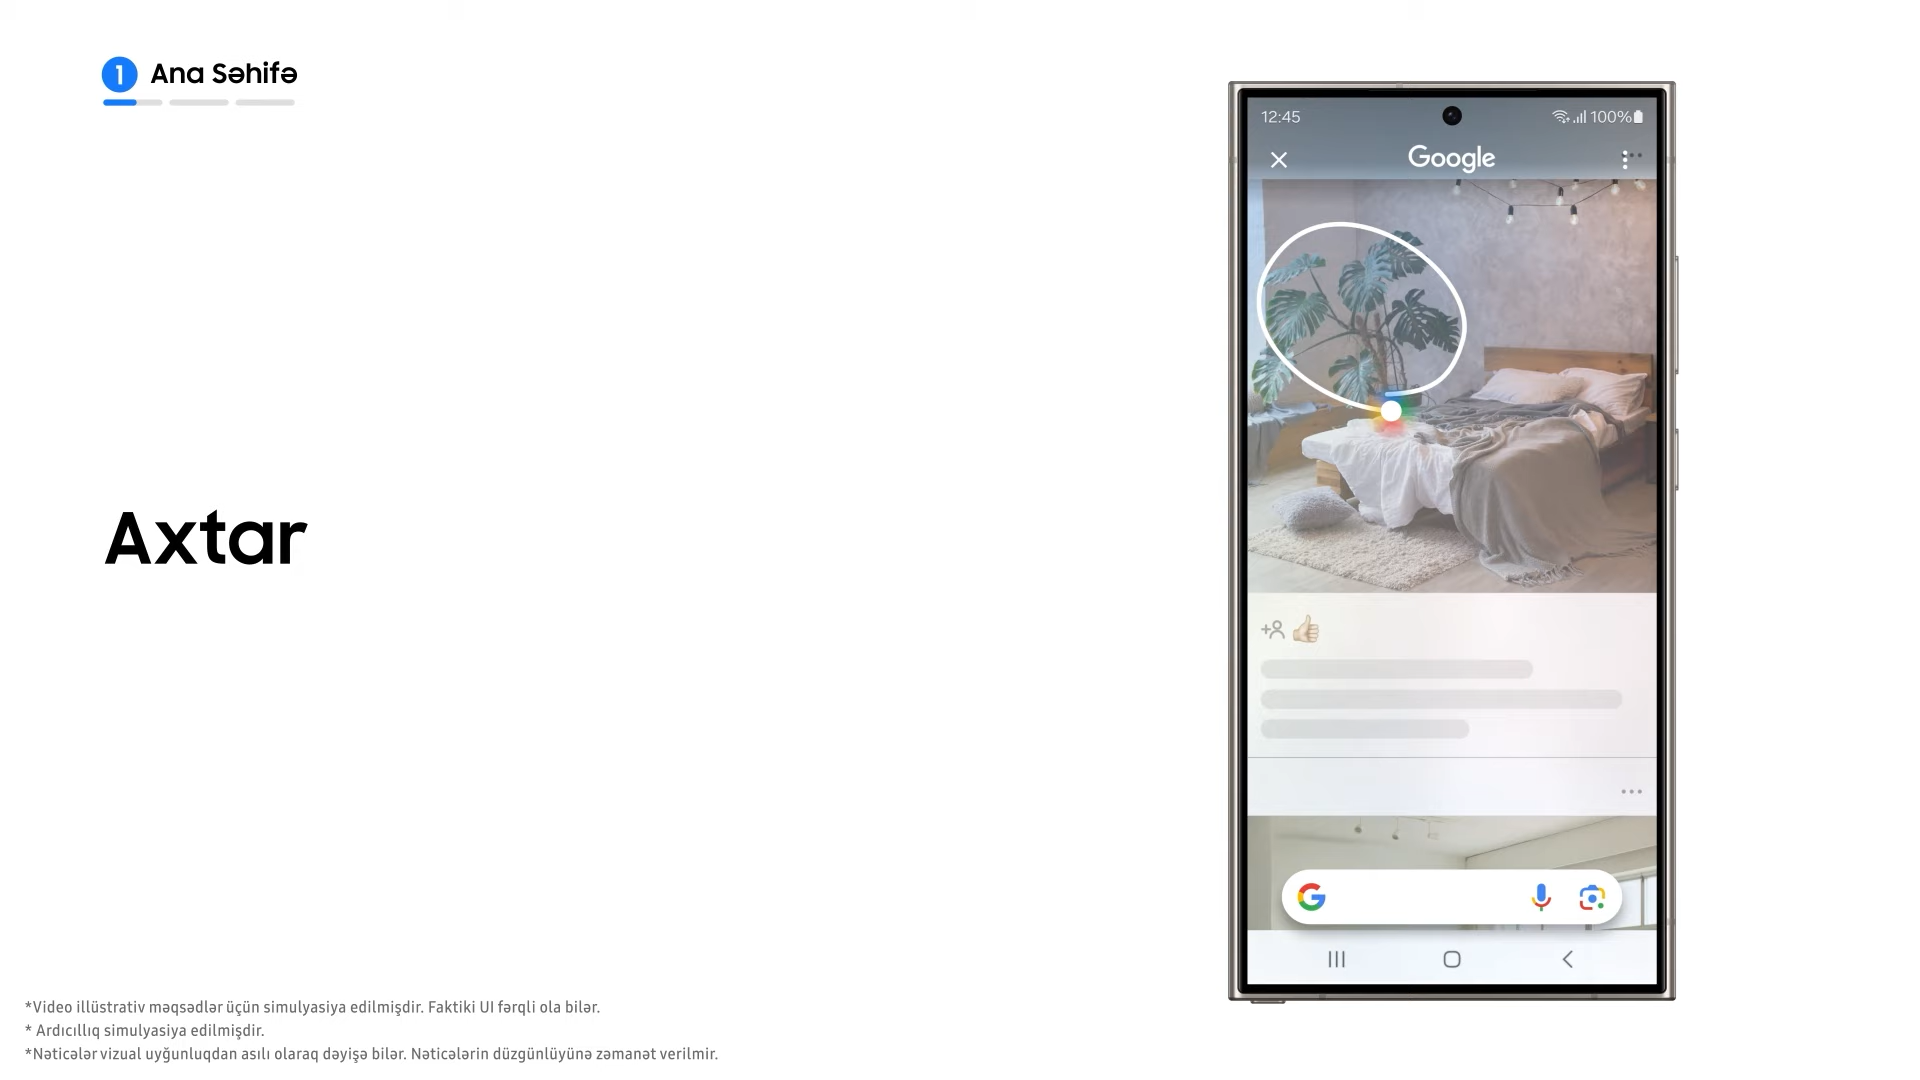 1 Ana Səhifə
12:45 100%
Google
Axtar
*Video illüstrativ məqsədlər üçün simulyasiya edilmişdir. Faktiki UI fərqli ola bilər.
* Ardıcıllıq simulyasiya edilmişdir.
*Nəticələr vizual uyğunluqdan asılı olaraq dəyişə bilər. Nəticələrin düzgünlüyünə zəmanət verilmir.